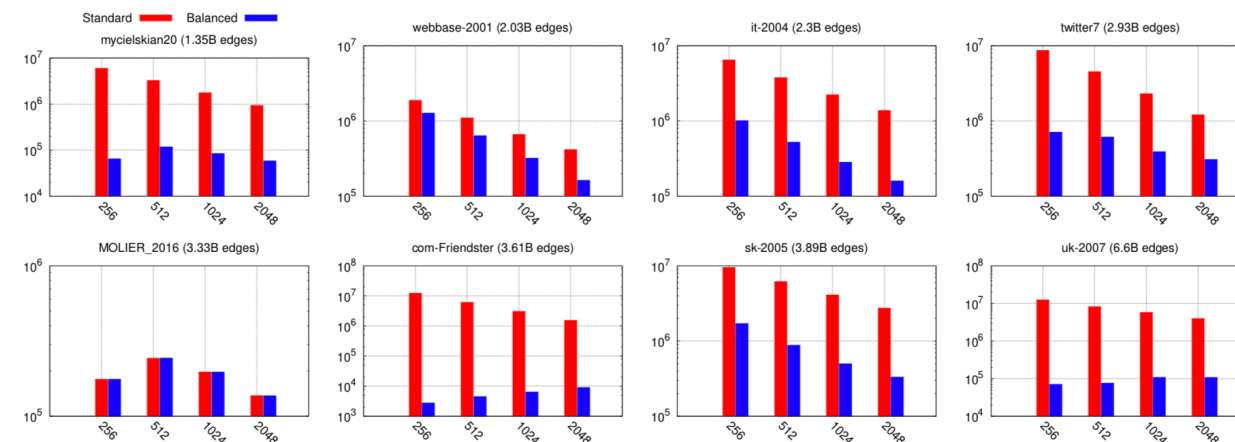 Standard Balanced
mycielskian20 (1.35B edges)
10^7
10^6
10^5
10^4
256 512 1024 2048
webbase-2001 (2.03B edges)
10^7
10^6
10^5
256 512 1024 2048
it-2004 (2.3B edges)
10^7
10^6
10^5
256 512 1024 2048
twitter7 (2.93B edges)
10^7
10^6
10^5
256 512 1024 2048
MOLIER_2016 (3.33B edges)
10^6
10^5
256 512 1024 2048
com-Friendster (3.61B edges)
10^8
10^7
10^6
10^5
10^4
10^3
256 512 1024 2048
sk-2005 (3.89B edges)
10^7
10^6
10^5
256 512 1024 2048
uk-2007 (6.6B edges)
10^8
10^7
10^6
10^5
10^4
256 512 1024 2048